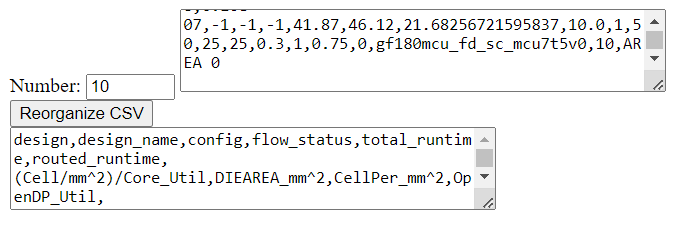 07,-1,-1,-1,41.87,46.12,21.68256721595837,10.0,1,5
0,25,25,0.3,1,0.75,0,gf180mcu_fd_sc_mcu7t5v0,10,AR
EA 0
Number: 10
Reorganize CSV
design,design_name,config,flow_status,total_runtim
e,routed_runtime,
(Cell/mm^2)/Core_Util,DIEAREA_mm^2,CellPer_mm^2,Op
enDP_Util,